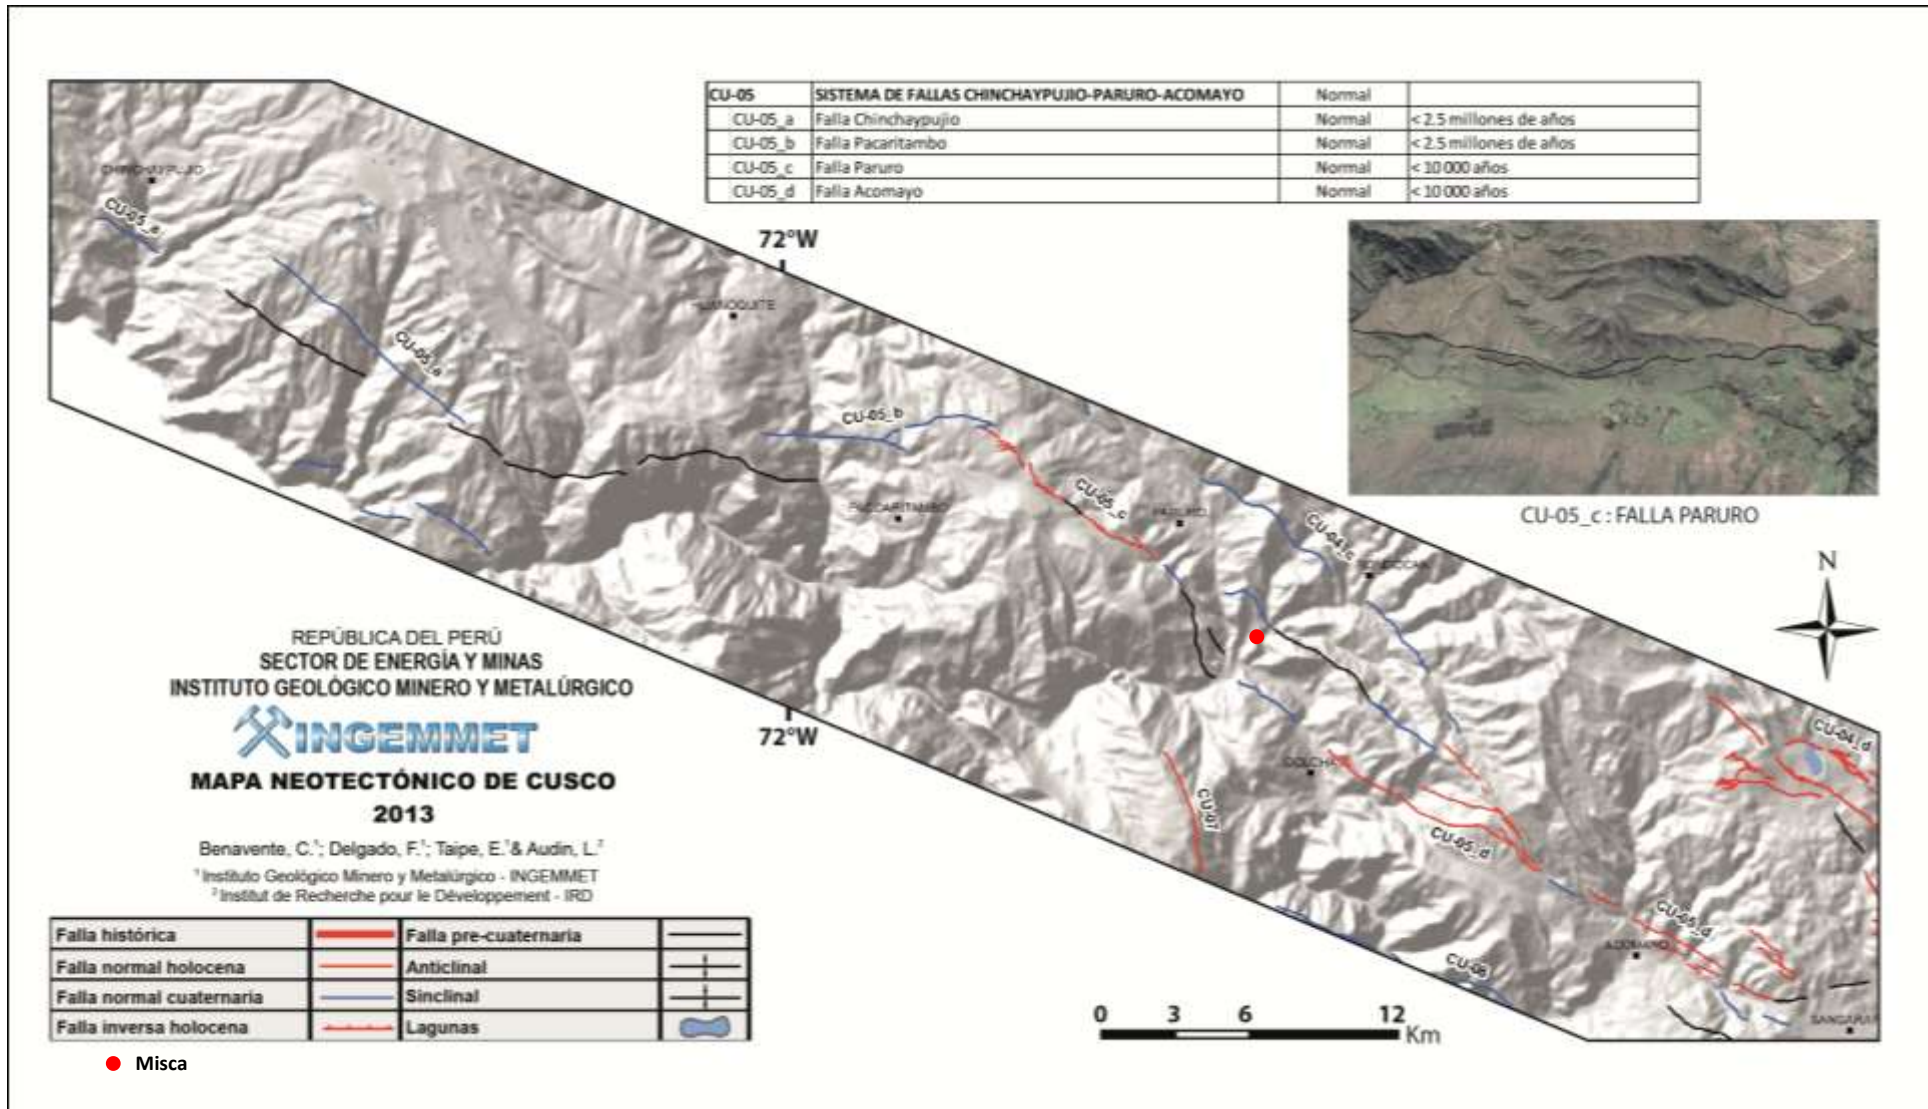 CU-05 SISTEMA DE FALLAS CHINCHAYPUJIO-PARURO-ACOMAYO Normal
CU-05_a Falla Chinchaypujio Normal < 2.5 millones de años
CU-05_b Falla Pacaritambo Normal < 2.5 millones de años
CU-05_c Falla Paruro Normal < 10 000 años
CU-05_d Falla Acomayo Normal < 10 000 años
CHINCHAYPUJIO
CU-05_a
72°W
HUANOQUITE
CU-05_a
CU-05_b
CU-05_c
PACCARITAMBO
PARURO
CU-04_c
CU-05_c : FALLA PARURO
N
REPÚBLICA DEL PERÚ
SECTOR DE ENERGÍA Y MINAS
INSTITUTO GEOLÓGICO MINERO Y METALÚRGICO
INGEMMET
MAPA NEOTECTÓNICO DE CUSCO
2013
Benavente, C.¹; Delgado, F.¹; Taipe, E.¹& Audin, L.²
¹ Instituto Geológico Minero y Metalúrgico - INGEMMET
² Institut de Recherche pour le Développement - IRD
72°W
COLCHA
CU-07
CU-04_d
CU-05_d
CU-05_d
ACOMAYO
CU-06
Falla histórica Falla pre-cuaternaria
Falla normal holocena Anticlinal
Falla normal cuaternaria Sinclinal
Falla inversa holocena Lagunas
0 3 6 12
Km
Misca